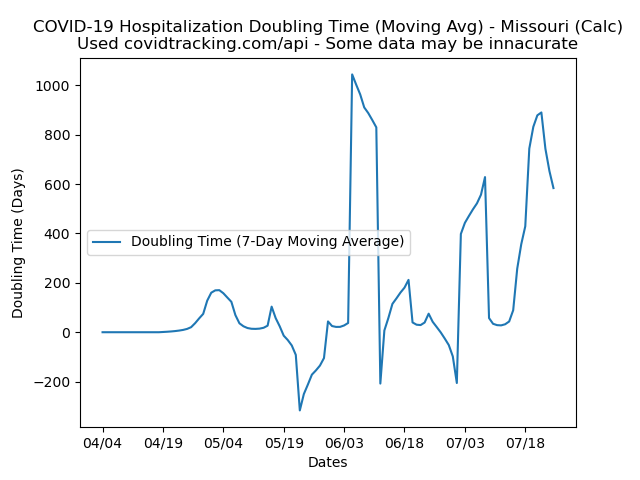 COVID-19 Hospitalization Doubling Time (Moving Avg) - Missouri (Calc)
Used covidtracking.com/api - Some data may be innacurate
1000
800
600
400
200
0
−200
Doubling Time (Days)
Doubling Time (7-Day Moving Average)
04/04 04/19 05/04 05/19 06/03 06/18 07/03 07/18
Dates